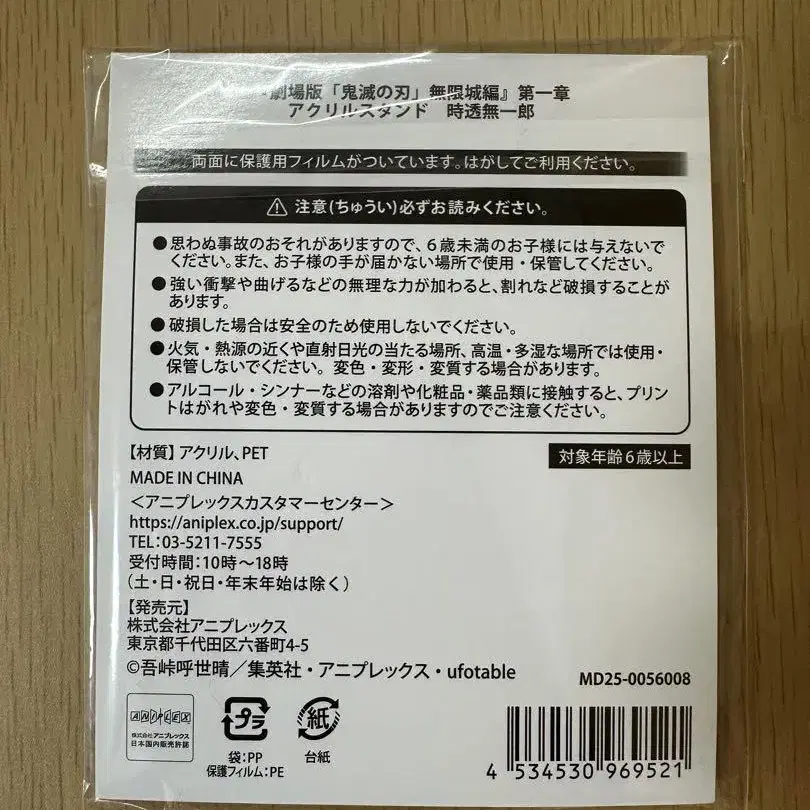 劇場版「鬼滅の刃」無限城編』第一章
アクリルスタンド 時透無一郎
両面に保護用フィルムがついています。はがしてご利用ください。
注意(ちゅうい)必ずお読みください。
●思わぬ事故のおそれがありますので、6歳未満のお子様には与えないで
ください。また、お子様の手が届かない場所で使用・保管してください。
●強い衝撃や曲げるなどの無理な力が加わると、割れなど破損することが
あります。
●破損した場合は安全のため使用しないでください。
●火気・熱源の近くや直射日光の当たる場所、高温・多湿な場所では使用・
保管しないでください。変色・変形・変質する場合があります。
●アルコール・シンナーなどの溶剤や化粧品・薬品類に接触すると、プリン
トはがれや変色・変質する場合がありますのでご注意ください。
【材質】アクリル、PET
対象年齢6歳以上
MADE IN CHINA
＜アニプレックスカスタマーセンター＞
https://aniplex.co.jp/support/
TEL:03-5211-7555
受付時間:10時〜18時
(土・日・祝日・年末年始は除く)
【発売元】
株式会社アニプレックス
東京都千代田区六番町4-5
©吾峠呼世晴／集英社・アニプレックス・ufotable
MD25-0056008
ANIPLEX
株式会社アニプレックス
日本国内販売許諾
プラ
袋:PP
保護フィルム:PE
紙
台紙
4 534530 969521